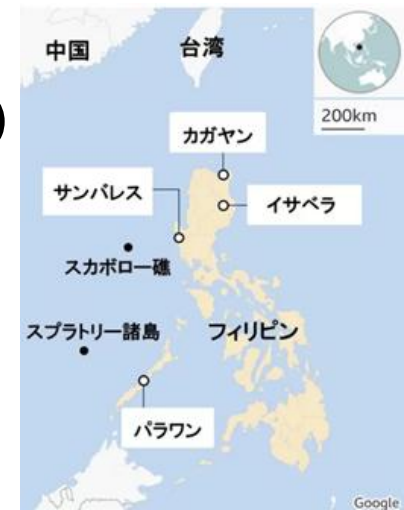 中国
台湾
200km
カガヤン
サンバレス
イサベラ
スカボロー礁
スプラトリー諸島
フィリピン
パラワン
Google